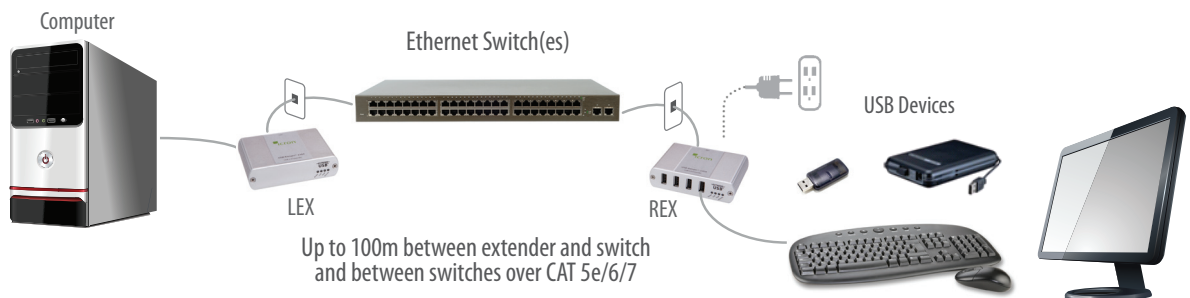 Computer
Ethernet Switch(es)
USB Devices
LEX
REX
Up to 100m between extender and switch
and between switches over CAT 5e/6/7